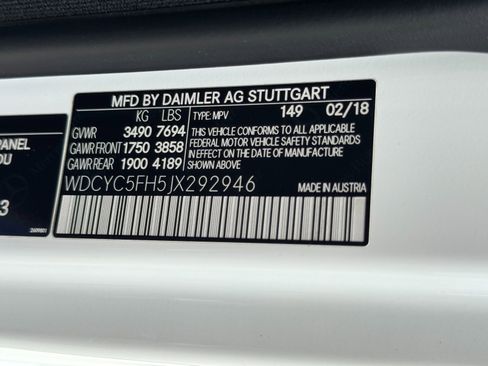 MFD BY DAIMLER AG STUTTGART
KG LBS TYPE: MPV 149 02/18
GVWR 3490 7694
GAWR FRONT 1750 3858
GAWR REAR 1900 4189
THIS VEHICLE CONFORMS TO ALL APPLICABLE
FEDERAL MOTOR VEHICLE SAFETY STANDARDS
IN EFFECT ON THE DATE OF MANUFACTURE
SHOWN ABOVE
WDCYC5FH5JX292946 MADE IN AUSTRIA
PANEL
OU
3